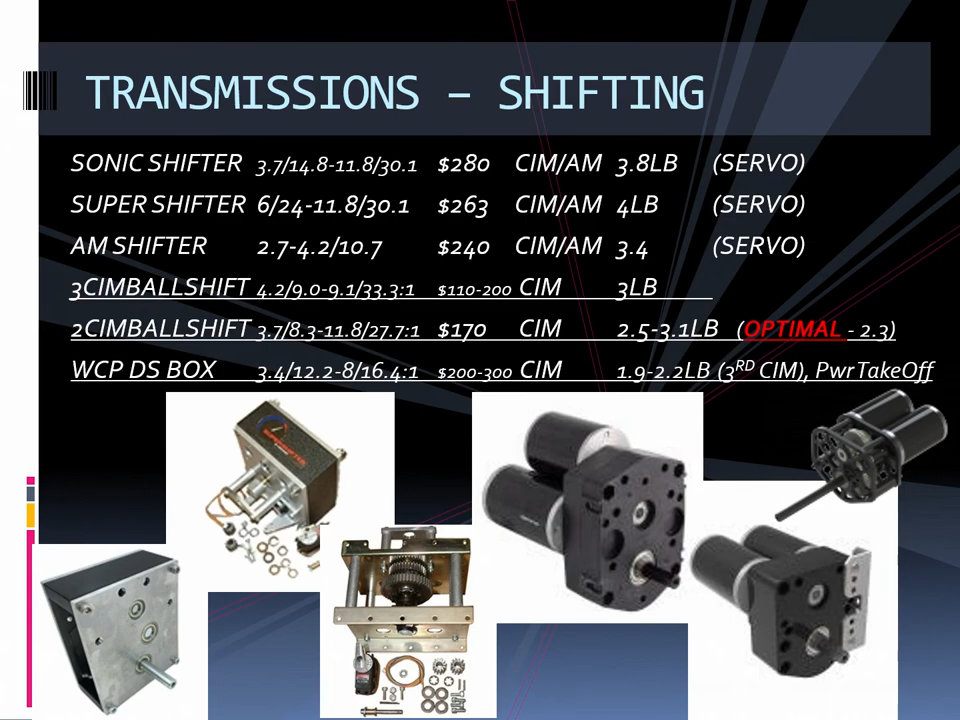 TRANSMISSIONS – SHIFTING
SONIC SHIFTER 3.7/14.8-11.8/30.1 $280 CIM/AM 3.8LB (SERVO)
SUPER SHIFTER 6/24-11.8/30.1 $263 CIM/AM 4LB (SERVO)
AM SHIFTER 2.7-4.2/10.7 $240 CIM/AM 3.4 (SERVO)
3CIMBALLSHIFT 4.2/9.0-9.1/33.3:1 $110-200 CIM 3LB
2CIMBALLSHIFT 3.7/8.3-11.8/27.7:1 $170 CIM 2.5-3.1LB (OPTIMAL - 2.3)
WCP DS BOX 3.4/12.2-8/16.4:1 $200-300 CIM 1.9-2.2LB (3RD CIM), Pwr TakeOff